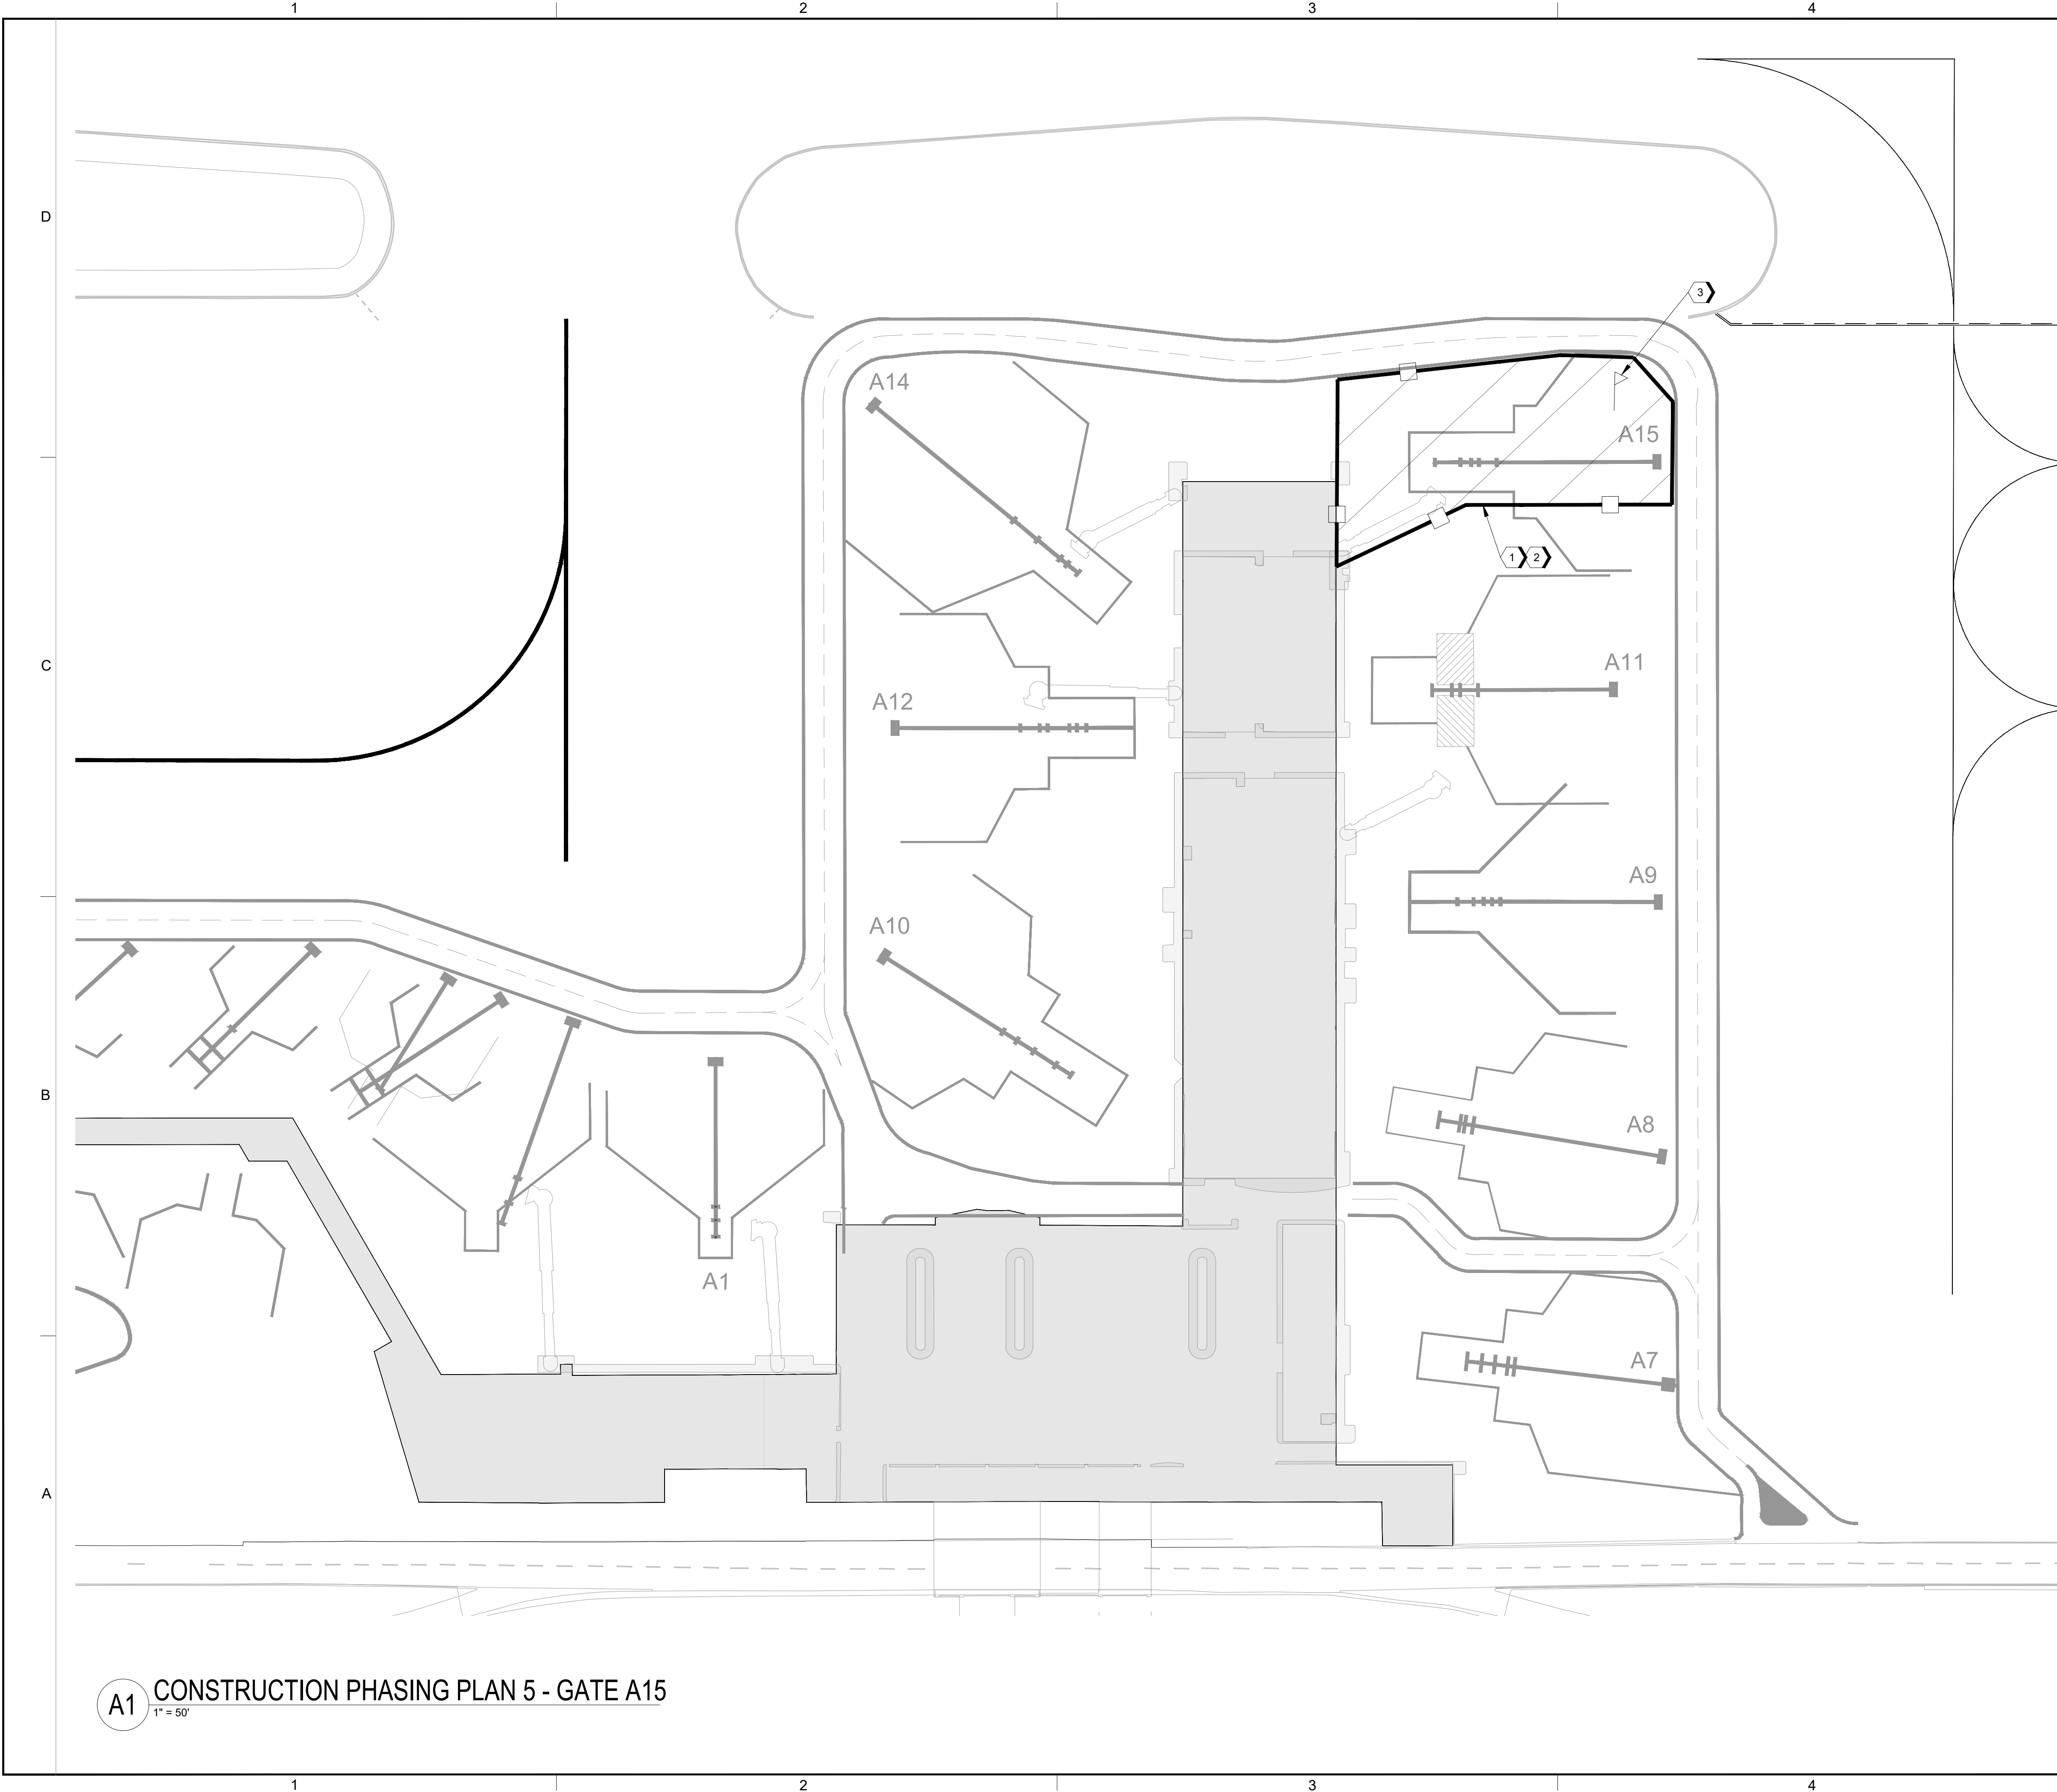 1 2 3 4
D
3
A14
A15
1 2
C
A11
A12
A9
A10
B
A8
A1
A7
A
A1 CONSTRUCTION PHASING PLAN 5 - GATE A15
1" = 50'
1 2 3 4